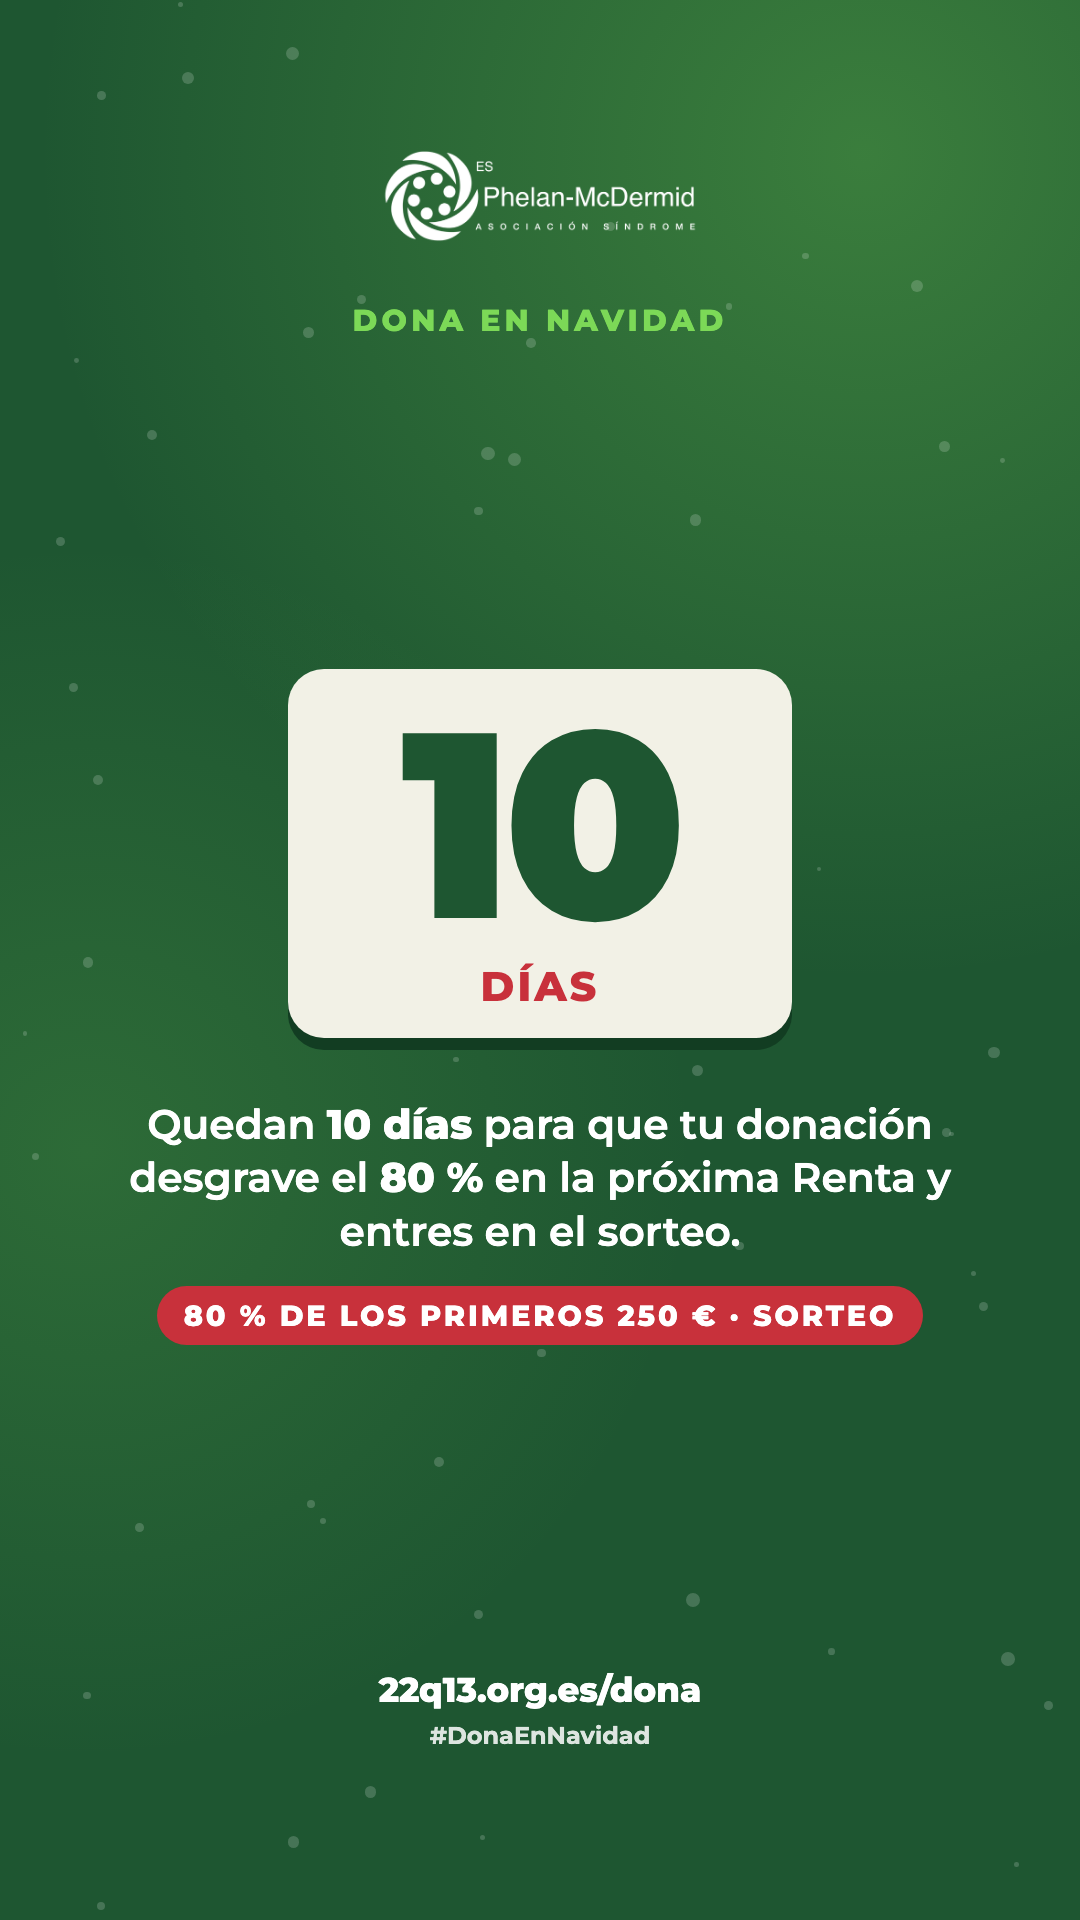 ES
Phelan-McDermid
ASOCIACIÓN SÍNDROME
DONA EN NAVIDAD
10
DÍAS
Quedan 10 días para que tu donación
desgrave el 80 % en la próxima Renta y
entres en el sorteo.
80 % DE LOS PRIMEROS 250 € · SORTEO
22q13.org.es/dona
#DonaEnNavidad